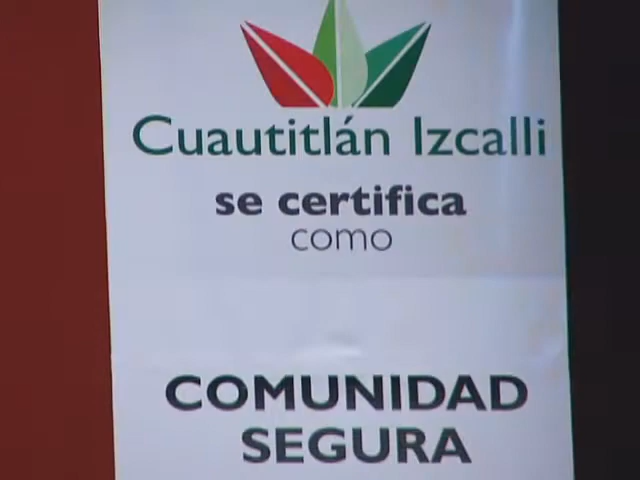 Cuautitlán Izcalli
se certifica
como
COMUNIDAD
SEGURA